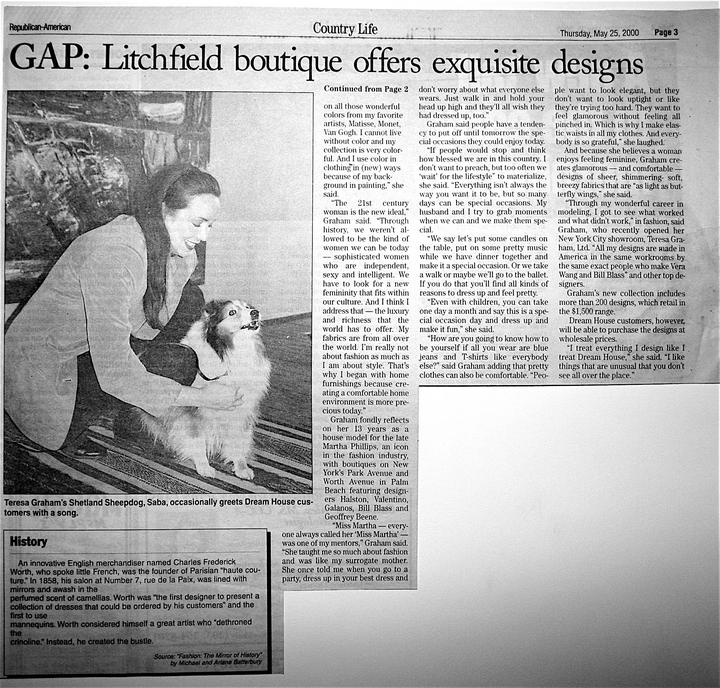 Republican-American
Country Life
Thursday, May 25, 2000 Page 3
GAP: Litchfield boutique offers exquisite designs
Continued from Page 2
on all those wonderful
colors from my favorite
artists, Matisse, Monet,
Van Gogh. I cannot live
without color and my
collection is very color-
ful. And I use color in
clothing in (new) ways
because of my back-
ground in painting," she
said.
"The 21st century
woman is the new ideal,"
Graham said. "Through
history, we weren't al-
lowed to be the kind of
women we can be today
— sophisticated women
who are independent,
sexy and intelligent. We
have to look for a new
femininity that fits within
our culture. And I think I
address that — the luxury
and richness that the
world has to offer. My
fabrics are from all over
the world. I'm really not
about fashion as much as
I am about style. That's
why I began with home
furnishings because cre-
ating a comfortable home
environment is more pre-
cious today."
Graham fondly reflects
on her 13 years as a
house model for the late
Martha Phillips, an icon
in the fashion industry,
with boutiques on New
York's Park Avenue and
Worth Avenue in Palm
Beach featuring design-
ers Halston, Valentino,
Galanos, Bill Blass and
Geoffrey Beene.
"Miss Martha — every-
one always called her 'Miss Martha' —
was one of my mentors," Graham said.
"She taught me so much about fashion
and was like my surrogate mother.
She once told me when you go to a
party, dress up in your best dress and
don't worry about what everyone else
wears. Just walk in and hold your
head up high and they'll all wish they
had dressed up, too."
Graham said people have a tenden-
cy to put off until tomorrow the spe-
cial occasions they could enjoy today.
"If people would stop and think
how blessed we are in this country. I
don't want to preach, but too often we
'wait' for the lifestyle" to materialize,
she said. "Everything isn't always the
way you want it to be, but so many
days can be special occasions. My
husband and I try to grab moments
when we can and we make them spe-
cial.
"We say let's put some candles on
the table, put on some pretty music
while we have dinner together and
make it a special occasion. Or we take
a walk or maybe we'll go to the ballet.
If you do that you'll find all kinds of
reasons to dress up and feel pretty.
"Even with children, you can take
one day a month and say this is a spe-
cial occasion day and dress up and
make it fun," she said.
"How are you going to know how to
be yourself if all you wear are blue
jeans and T-shirts like everybody
else?" said Graham adding that pretty
clothes can also be comfortable. "Peo-
ple want to look elegant, but they
don't want to look uptight or like
they're trying too hard. They want to
feel glamorous without feeling all
pinched in. Which is why I make elas-
tic waists in all my clothes. And every-
body is so grateful," she laughed.
And because she believes a woman
enjoys feeling feminine, Graham cre-
ates glamorous — and comfortable —
designs of sheer, shimmering- soft,
breezy fabrics that are "as light as but-
terfly wings," she said.
"Through my wonderful career in
modeling, I got to see what worked
and what didn't work," in fashion, said
Graham, who recently opened her
New York City showroom, Teresa Gra-
ham, Ltd. "All my designs are made in
America in the same workrooms by
the same exact people who make Vera
Wang and Bill Blass" and other top de-
signers.
Graham's new collection includes
more than 200 designs, which retail in
the $1,500 range.
Dream House customers, however,
will be able to purchase the designs at
wholesale prices.
"I treat everything I design like I
treat Dream House," she said. "I like
things that are unusual that you don't
see all over the place."
Teresa Graham's Shetland Sheepdog, Saba, occasionally greets Dream House cus-
tomers with a song.
History
An innovative English merchandiser named Charles Frederick
Worth, who spoke little French, was the founder of Parisian "haute cou-
ture." In 1858, his salon at Number 7, rue de la Paix, was lined with
mirrors and awash in the
perfumed scent of camellias. Worth was "the first designer to present a
collection of dresses that could be ordered by his customers" and the
first to use
mannequins. Worth considered himself a great artist who "dethroned
the
crinoline." Instead, he created the bustle.
Source: "Fashion: The Mirror of History"
by Michael and Ariane Batterbury